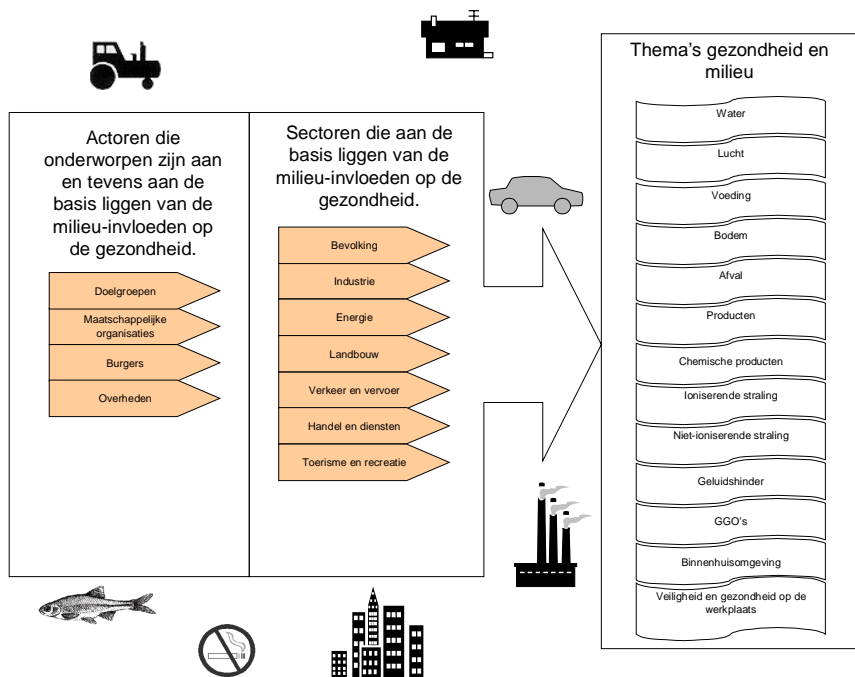 Actoren die
onderworpen zijn aan
en tevens aan de
basis liggen van de
milieu-invloeden op
de gezondheid.
Doelgroepen
Maatschappelijke
organisaties
Burgers
Overheden
Sectoren die aan de
basis liggen van de
milieu-invloeden op de
gezondheid.
Bevolking
Industrie
Energie
Landbouw
Verkeer en vervoer
Handel en diensten
Toerisme en recreatie
Thema's gezondheid en
milieu
Water
Lucht
Voeding
Bodem
Afval
Producten
Chemische producten
Ioniserende straling
Niet-ioniserende straling
Geluidshinder
GGO's
Binnenhuisomgeving
Veiligheid en gezondheid op de
werkplaats